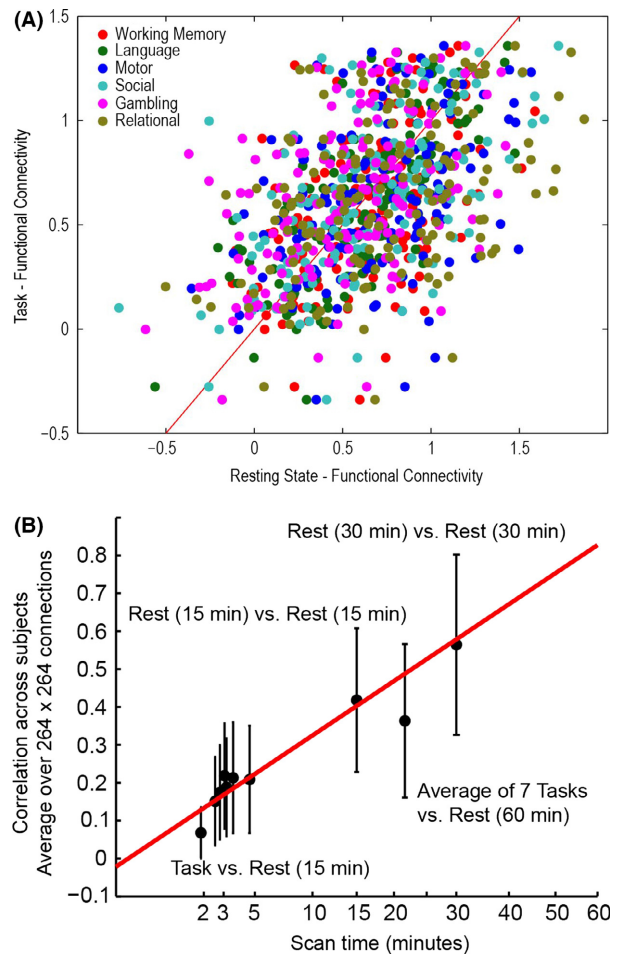 (A)
1.5
1
0.5
0
−0.5
Task - Functional Connectivity
Working Memory
Language
Motor
Social
Gambling
Relational
−0.5 0 0.5 1 1.5
Resting State - Functional Connectivity
(B)
0.8
0.7
0.6
0.5
0.4
0.3
0.2
0.1
0
−0.1
Correlation across subjects
Average over 264 x 264 connections
Rest (30 min) vs. Rest (30 min)
Rest (15 min) vs. Rest (15 min)
Average of 7 Tasks
vs. Rest (60 min)
Task vs. Rest (15 min)
2 3 5 10 15 20 30 50 60
Scan time (minutes)